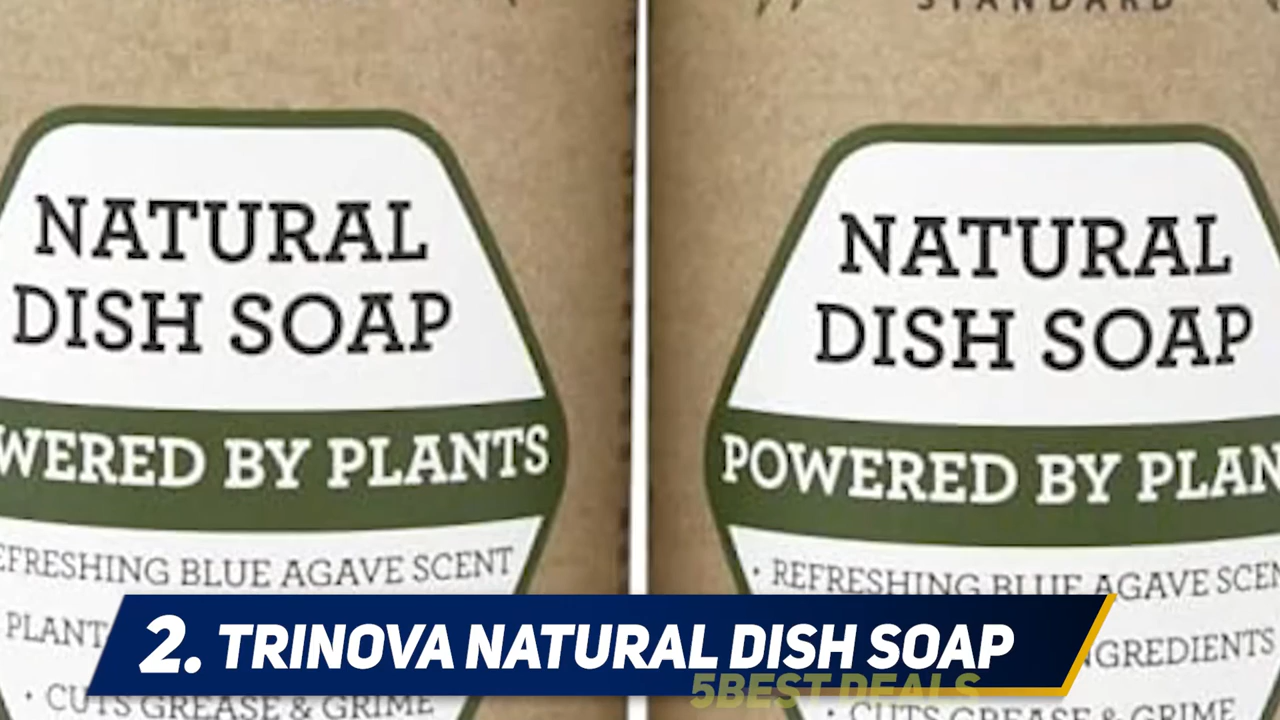 STANDARD
NATURAL
DISH SOAP
WERED BY PLANTS
EFRESHING BLUE AGAVE SCENT
PLANT
• CUTS GREASE & GRIME
NATURAL
DISH SOAP
POWERED BY PLAN
• REFRESHING BLUE AGAVE SCEN
NGREDIENTS
• CUTS GREASE & GRIME
2. TRINOVA NATURAL DISH SOAP
5BEST DEALS